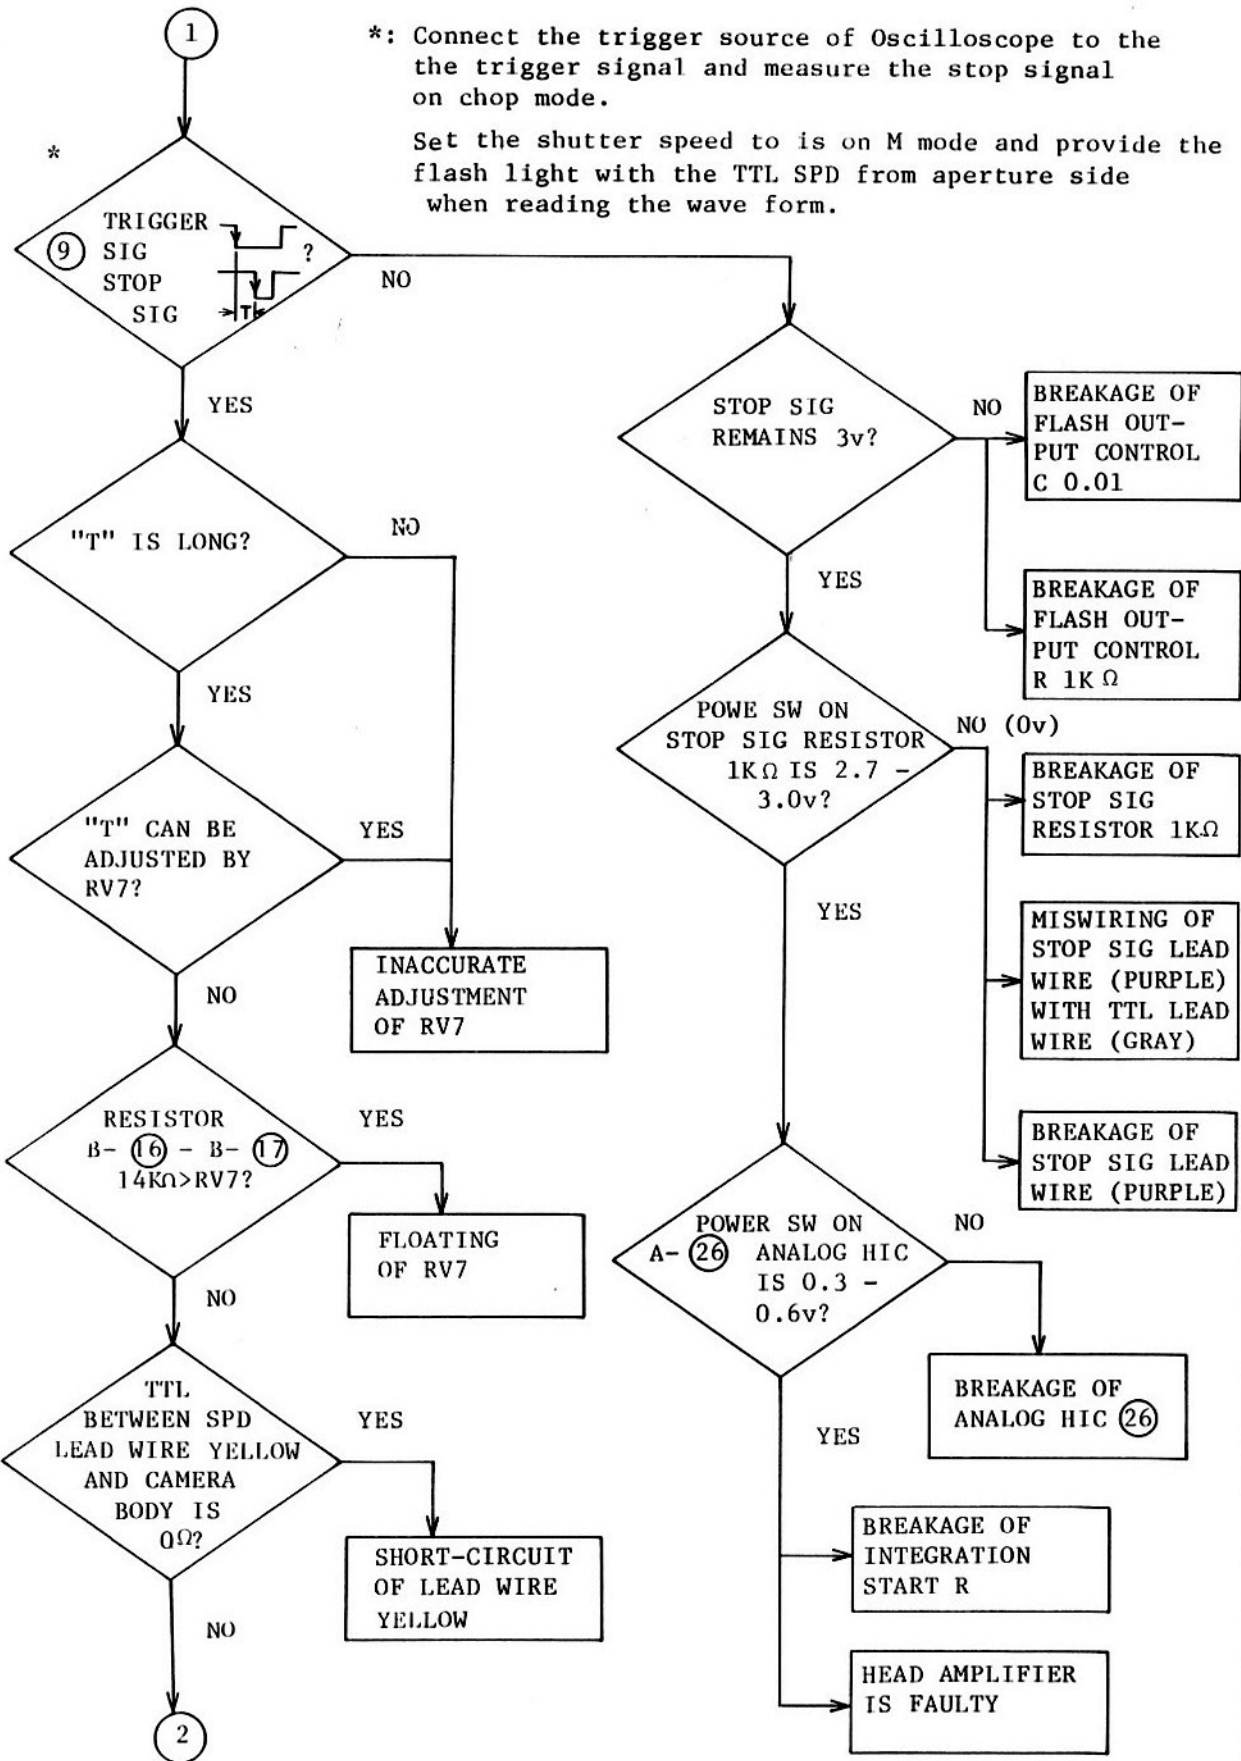 1
*: Connect the trigger source of Oscilloscope to the
the trigger signal and measure the stop signal
on chop mode.
Set the shutter speed to is on M mode and provide the
flash light with the TTL SPD from aperture side
when reading the wave form.
*
TRIGGER
9 SIG ?
STOP
SIG T
NO
YES
STOP SIG
REMAINS 3v?
NO
BREAKAGE OF
FLASH OUT-
PUT CONTROL
C 0.01
"T" IS LONG?
NO
YES
BREAKAGE OF
FLASH OUT-
PUT CONTROL
R 1K Ω
YES
POWE SW ON
STOP SIG RESISTOR
1KΩ IS 2.7 -
3.0v?
NO (0v)
BREAKAGE OF
STOP SIG
RESISTOR 1KΩ
"T" CAN BE
ADJUSTED BY
RV7?
YES
YES
MISWIRING OF
STOP SIG LEAD
WIRE (PURPLE)
WITH TTL LEAD
WIRE (GRAY)
INACCURATE
ADJUSTMENT
OF RV7
NO
RESISTOR
B- 16 - B- 17
14KΩ>RV7?
YES
BREAKAGE OF
STOP SIG LEAD
WIRE (PURPLE)
FLOATING
OF RV7
POWER SW ON
A- 26 ANALOG HIC
IS 0.3 -
0.6v?
NO
NO
TTL
BETWEEN SPD
LEAD WIRE YELLOW
AND CAMERA
BODY IS
0Ω?
YES
BREAKAGE OF
ANALOG HIC 26
YES
SHORT-CIRCUIT
OF LEAD WIRE
YELLOW
BREAKAGE OF
INTEGRATION
START R
NO
HEAD AMPLIFIER
IS FAULTY
2